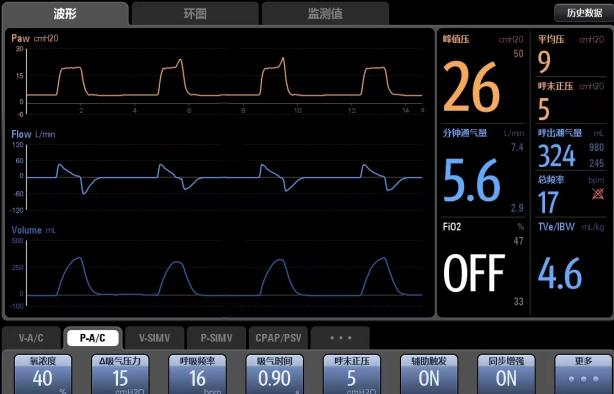 波形
环图
监测值
历史数据
Paw cmH2O
30
15
0
-6
2
4
6
8
10
12
14
s
Flow L/min
120
60
0
-60
-120
Volume mL
500
250
0
-100
峰值压 cmH2O
50
26
平均压 cmH2O
9
呼末正压 cmH2O
5
分钟通气量 L/min
7.4
5.6
2.9
呼出潮气量 mL
324
980
245
总频率 bpm
17
FiO2 %
47
OFF
33
TVe/IBW mL/kg
4.6
V-A/C
P-A/C
V-SIMV
P-SIMV
CPAP/PSV
•••
氧浓度
40
%
Δ吸气压力
15
cmH2O
呼吸频率
16
bpm
吸气时间
0.90
s
呼末正压
5
cmH2O
辅助触发
ON
同步增强
ON
更多
•••